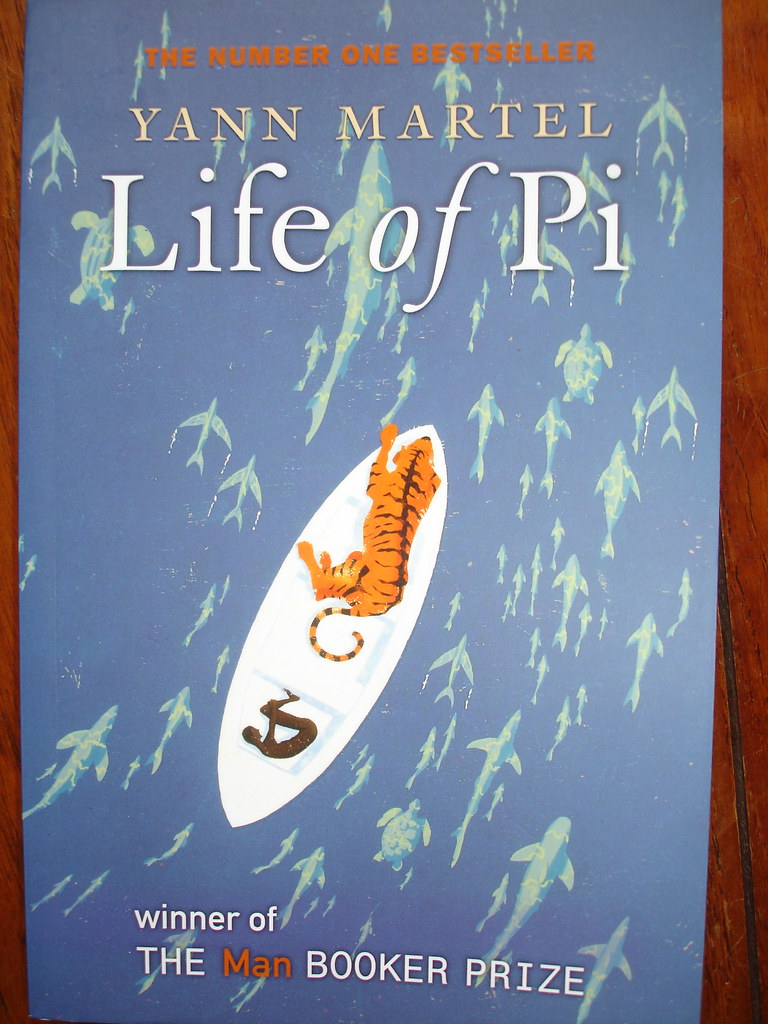 THE NUMBER ONE BESTSELLER
YANN MARTEL
Life of Pi
winner of
THE Man BOOKER PRIZE